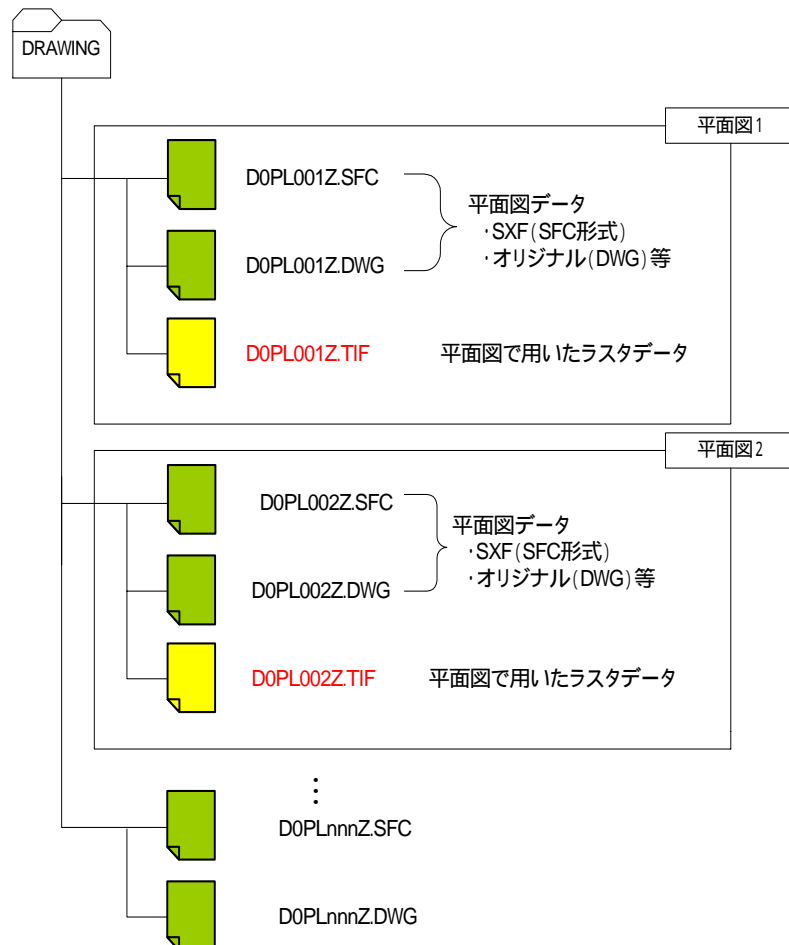 DRAWING
平面図1
D0PL001Z.SFC
平面図データ
・SXF(SFC形式)
・オリジナル(DWG)等
D0PL001Z.DWG
D0PL001Z.TIF
平面図で用いたラスタデータ
平面図2
D0PL002Z.SFC
平面図データ
・SXF(SFC形式)
・オリジナル(DWG)等
D0PL002Z.DWG
D0PL002Z.TIF
平面図で用いたラスタデータ
⋮
D0PLnnnZ.SFC
D0PLnnnZ.DWG